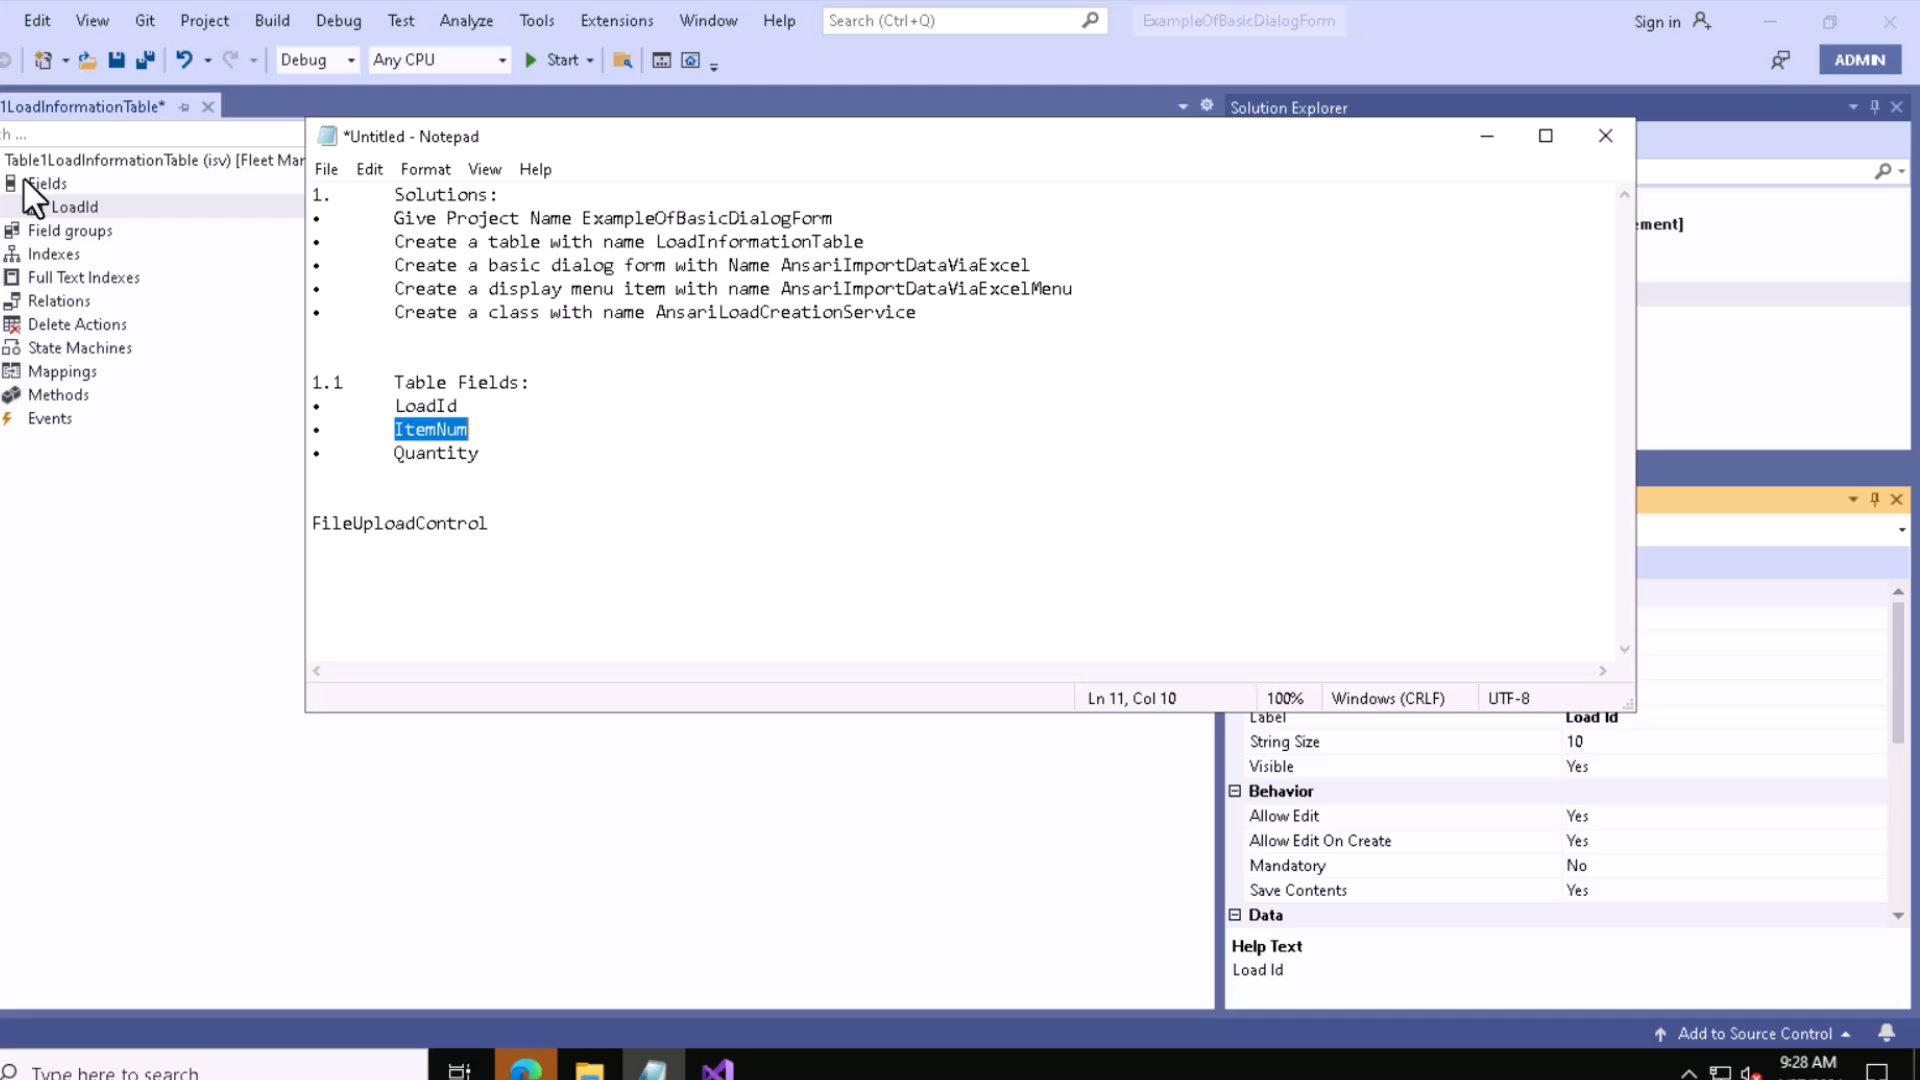 Edit View Git Project Build Debug Test Analyze Tools Extensions Window Help Search (Ctrl+Q) ExampleOfBasicDialogForm Sign in
Debug Any CPU Start ADMIN
1LoadInformationTable* Solution Explorer
ch ...
Table1LoadInformationTable (isv) [Fleet Mar
Fields
LoadId
Field groups
Indexes
Full Text Indexes
Relations
Delete Actions
State Machines
Mappings
Methods
Events
*Untitled - Notepad
File Edit Format View Help
1. Solutions:
• Give Project Name ExampleOfBasicDialogForm
• Create a table with name LoadInformationTable
• Create a basic dialog form with Name AnsariImportDataViaExcel
• Create a display menu item with name AnsariImportDataViaExcelMenu
• Create a class with name AnsariLoadCreationService
1.1 Table Fields:
• LoadId
• ItemNum
• Quantity
FileUploadControl
Ln 11, Col 10 100% Windows (CRLF) UTF-8
ement]
Label Load Id
String Size 10
Visible Yes
Behavior
Allow Edit Yes
Allow Edit On Create Yes
Mandatory No
Save Contents Yes
Data
Help Text
Load Id
Add to Source Control
Type here to search
9:28 AM